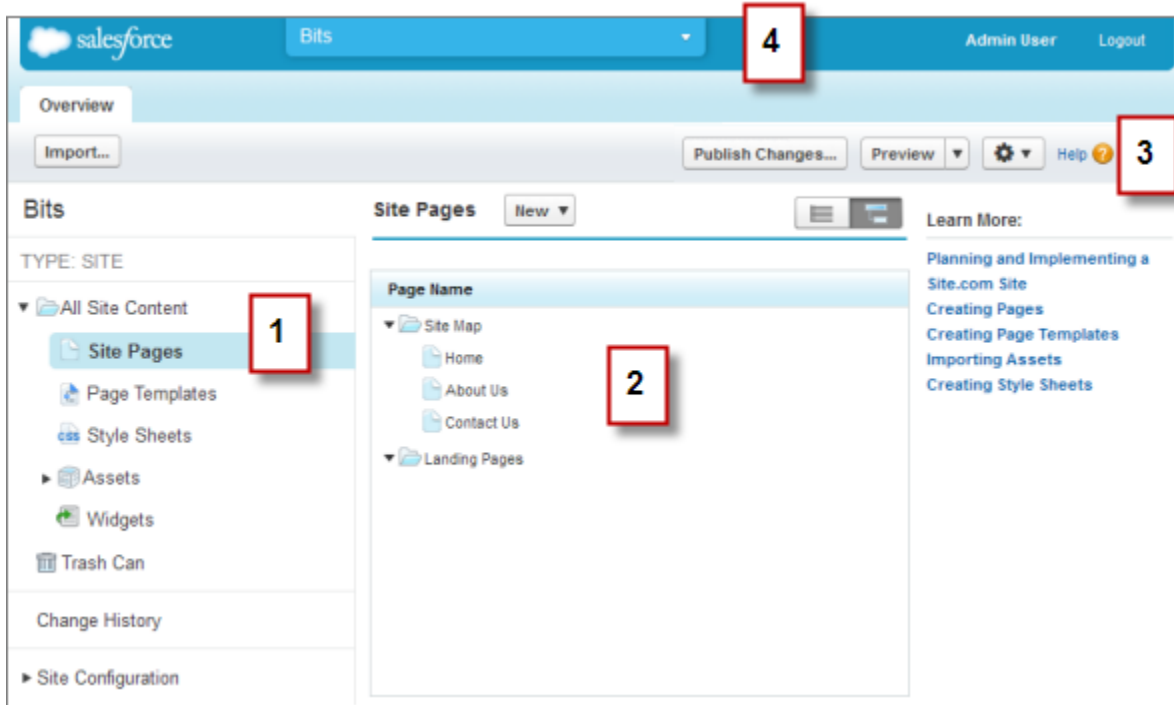 salesforce
Bits
4
Admin User
Logout
Overview
Import...
Publish Changes...
Preview
Help ?
3
Bits
TYPE: SITE
All Site Content
1
Site Pages
Page Templates
css Style Sheets
Assets
Widgets
Trash Can
Change History
Site Configuration
Site Pages
New
Page Name
Site Map
Home
About Us
Contact Us
2
Landing Pages
Learn More:
Planning and Implementing a
Site.com Site
Creating Pages
Creating Page Templates
Importing Assets
Creating Style Sheets